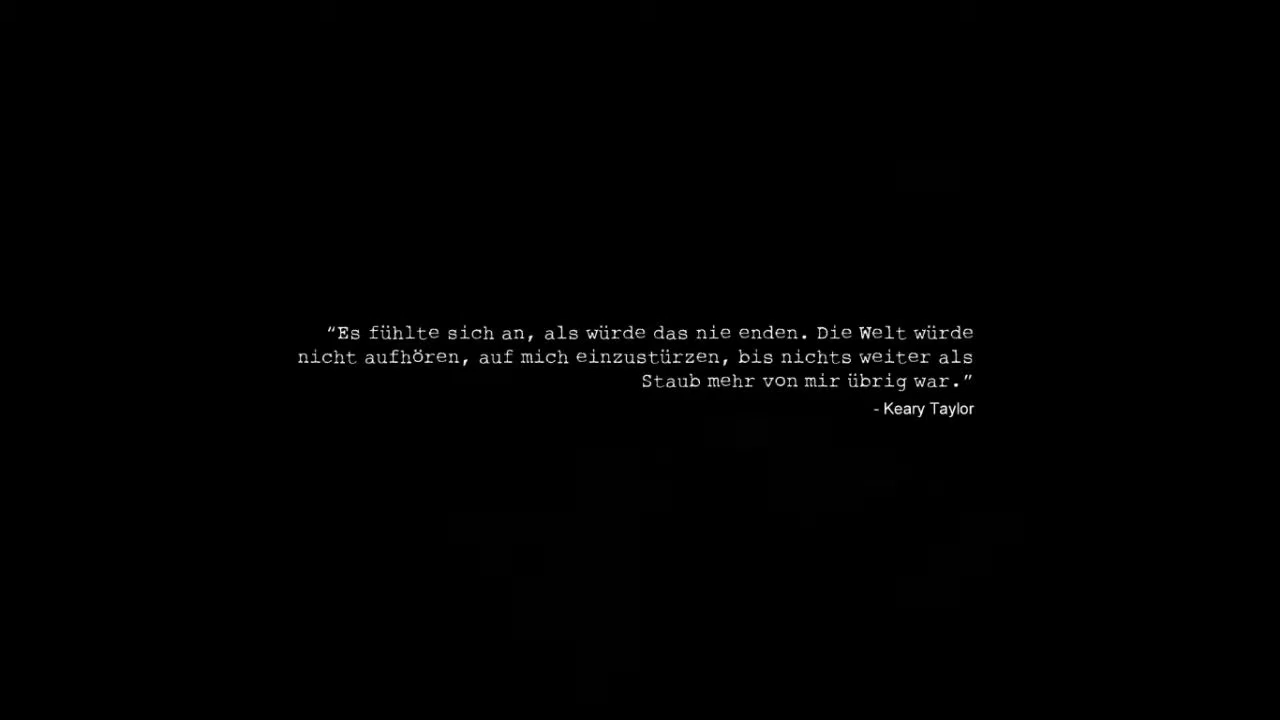 “Es fühlte sich an, als würde das nie enden. Die Welt würde
nicht aufhören, auf mich einzustürzen, bis nichts weiter als
Staub mehr von mir übrig war.”
- Keary Taylor